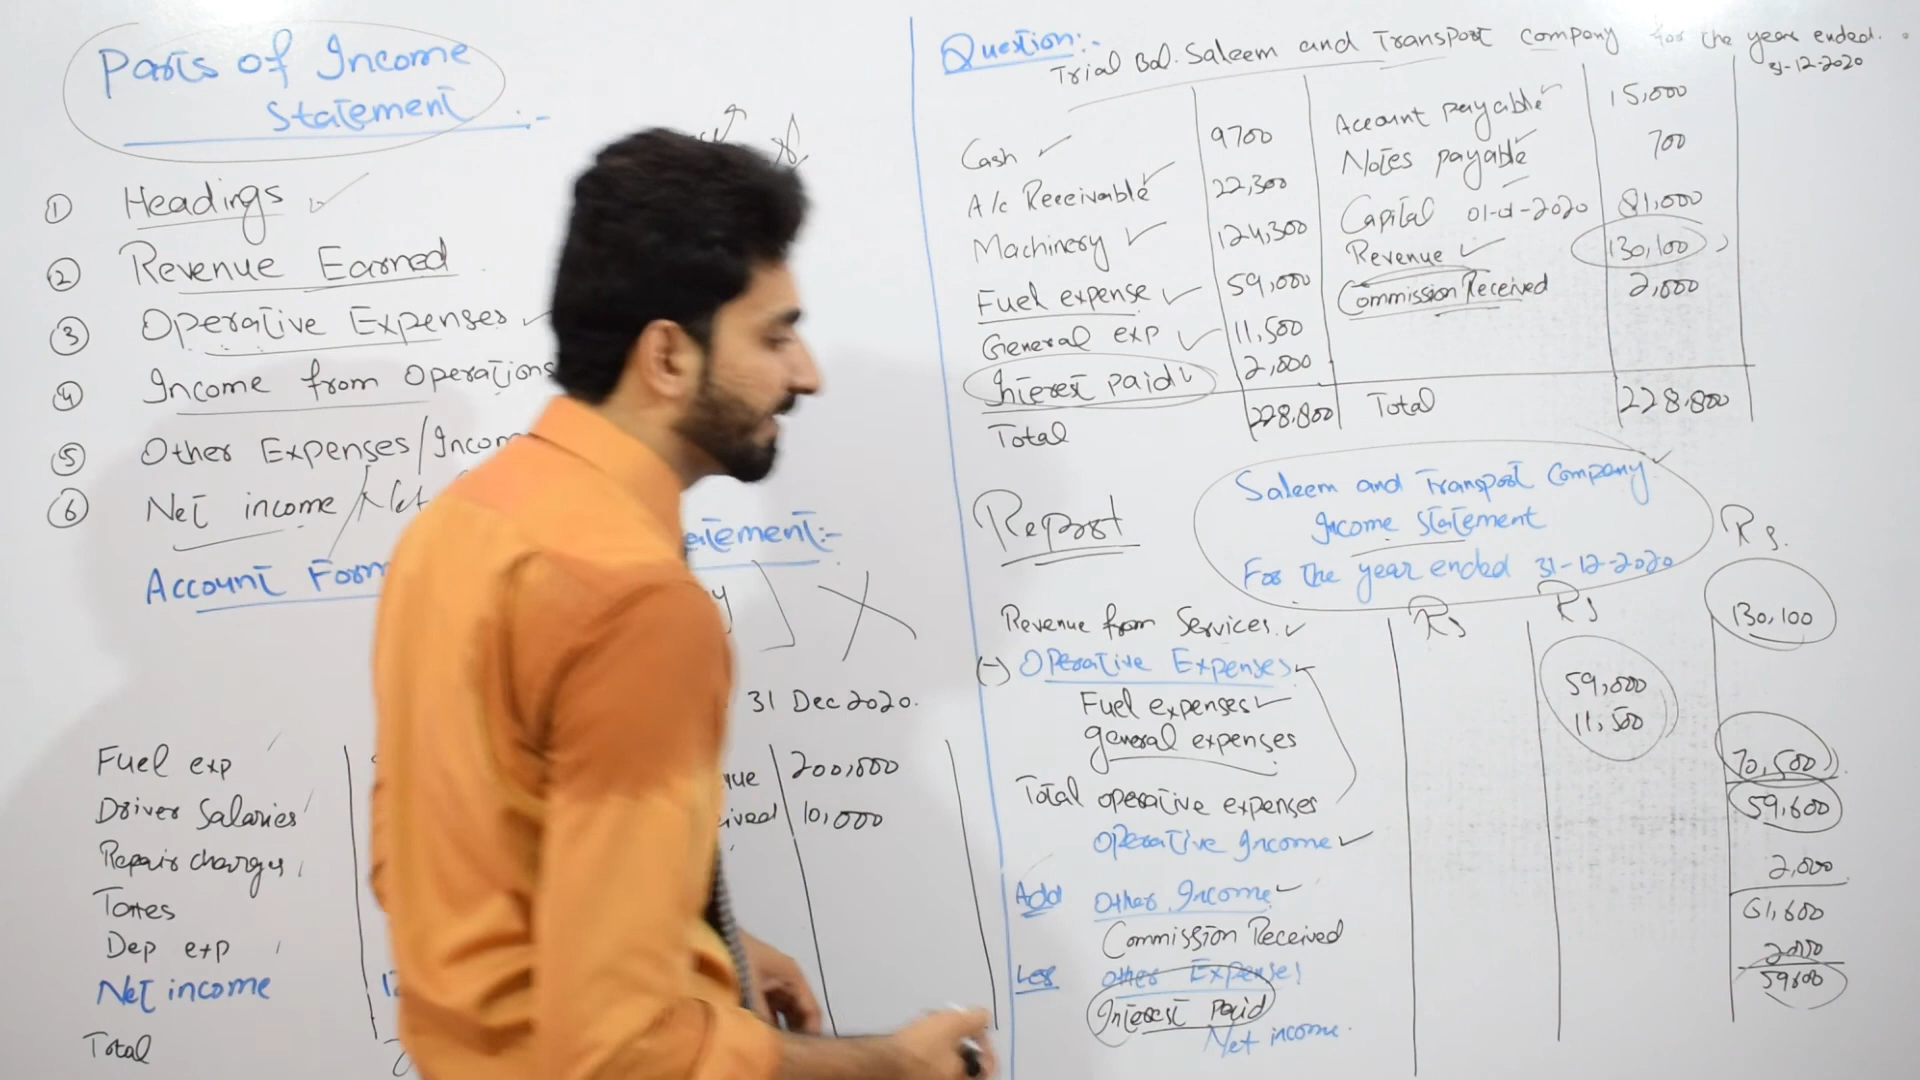 Parts of Income
Statement :-
① Headings
② Revenue Earned
③ Operative Expenses
④ Income from Operations
⑤ Other Expenses/Incom
⑥ Net income /
Account Form
atement:-
31 Dec 2020.
Fuel exp
200,000
Driver Salaries
ived 10,000
Repair charges
Taxes
Dep exp
Net income
Total
Question:-
Trial Bal. Saleem and Transport Company for the year ended.
31-12-2020
Cash 9700 Account payable 15,000
A/c Receivable 22,300 Notes payable 700
Machinery 124,300 Capital 01-01-2020 81,000
Fuel expense 59,000 Revenue 130,100
General exp 11,500 Commission Received 2,000
Interest paid 2,000
Total 228,800 Total 228,800
Report
Saleem and Transport Company
Income Statement
For the year ended 31-12-2020
Rs Rs Rs.
Revenue from Services. 130,100
(-) Operative Expenses
Fuel expenses 59,000
general expenses 11,500
Total operative expenses 70,500
Operative Income 59,600
Add Other Income 2,000
Commission Received 61,600
Les Other Expenses 2000
Interest Paid 59600
Net income.